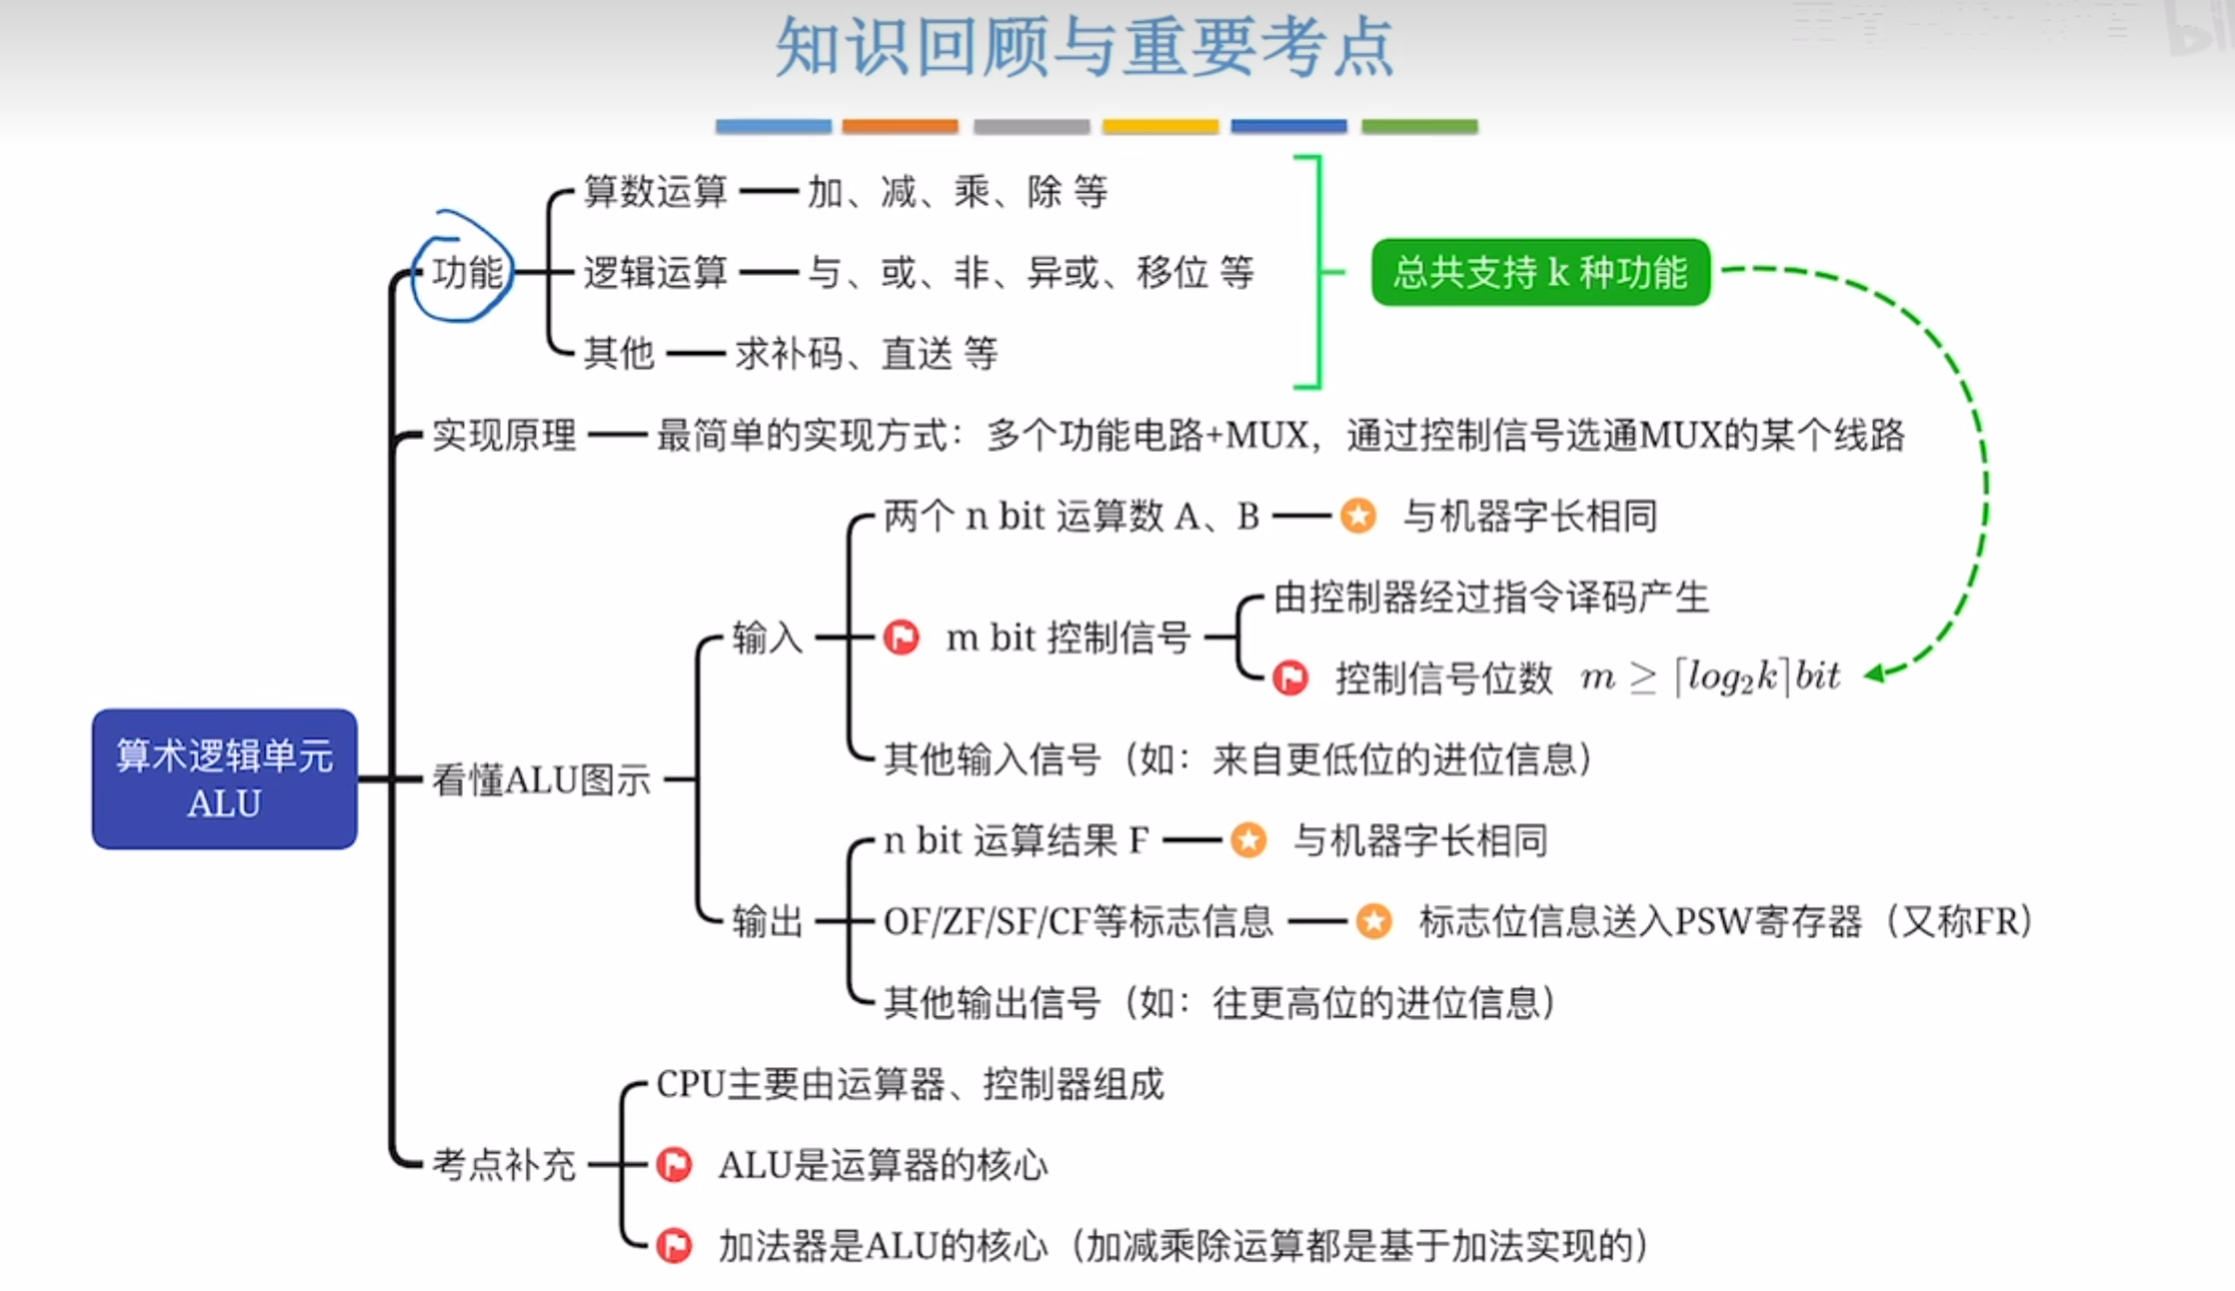 知识回顾与重要考点
算数运算 加、减、乘、除 等
功能 逻辑运算 与、或、非、异或、移位 等 总共支持 k 种功能
其他 求补码、直送 等
实现原理 最简单的实现方式：多个功能电路+MUX，通过控制信号选通MUX的某个线路
两个 n bit 运算数 A、B 与机器字长相同
由控制器经过指令译码产生
输入 m bit 控制信号
控制信号位数 m ≥ ⌈log₂k⌉bit
其他输入信号（如：来自更低位的进位信息）
算术逻辑单元
ALU
看懂ALU图示
n bit 运算结果 F 与机器字长相同
输出 OF/ZF/SF/CF等标志信息 标志位信息送入PSW寄存器（又称FR）
其他输出信号（如：往更高位的进位信息）
CPU主要由运算器、控制器组成
考点补充 ALU是运算器的核心
加法器是ALU的核心（加减乘除运算都是基于加法实现的）